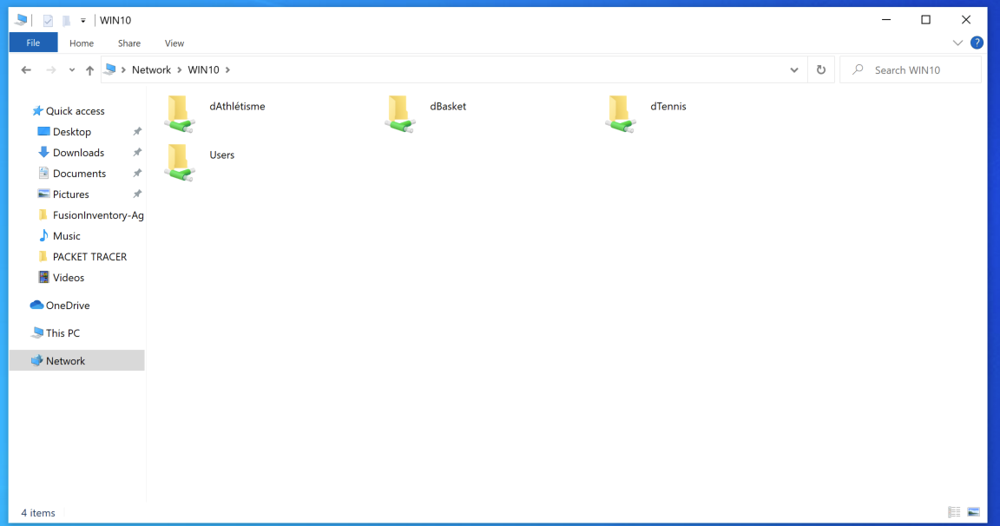 WIN10
File Home Share View
?
Network WIN10
Search WIN10
Quick access
Desktop
Downloads
Documents
Pictures
FusionInventory-Ag
Music
PACKET TRACER
Videos
OneDrive
This PC
Network
dAthlétisme dBasket dTennis
Users
4 items